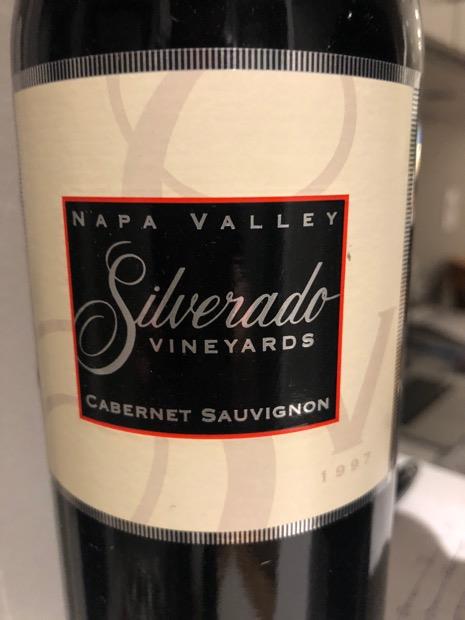 NAPA VALLEY
Silverado
VINEYARDS
CABERNET SAUVIGNON
1997